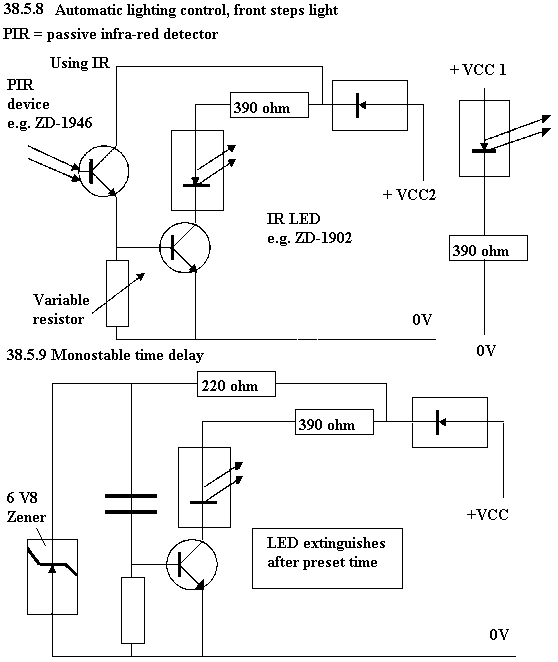 38.5.8 Automatic lighting control, front steps light
PIR = passive infra-red detector
Using IR
PIR
device
e.g. ZD-1946
390 ohm
+ VCC 1
+ VCC2
IR LED
e.g. ZD-1902
390 ohm
Variable
resistor
0V
0V
38.5.9 Monostable time delay
220 ohm
390 ohm
6 V8
Zener
+VCC
LED extinguishes
after preset time
0V